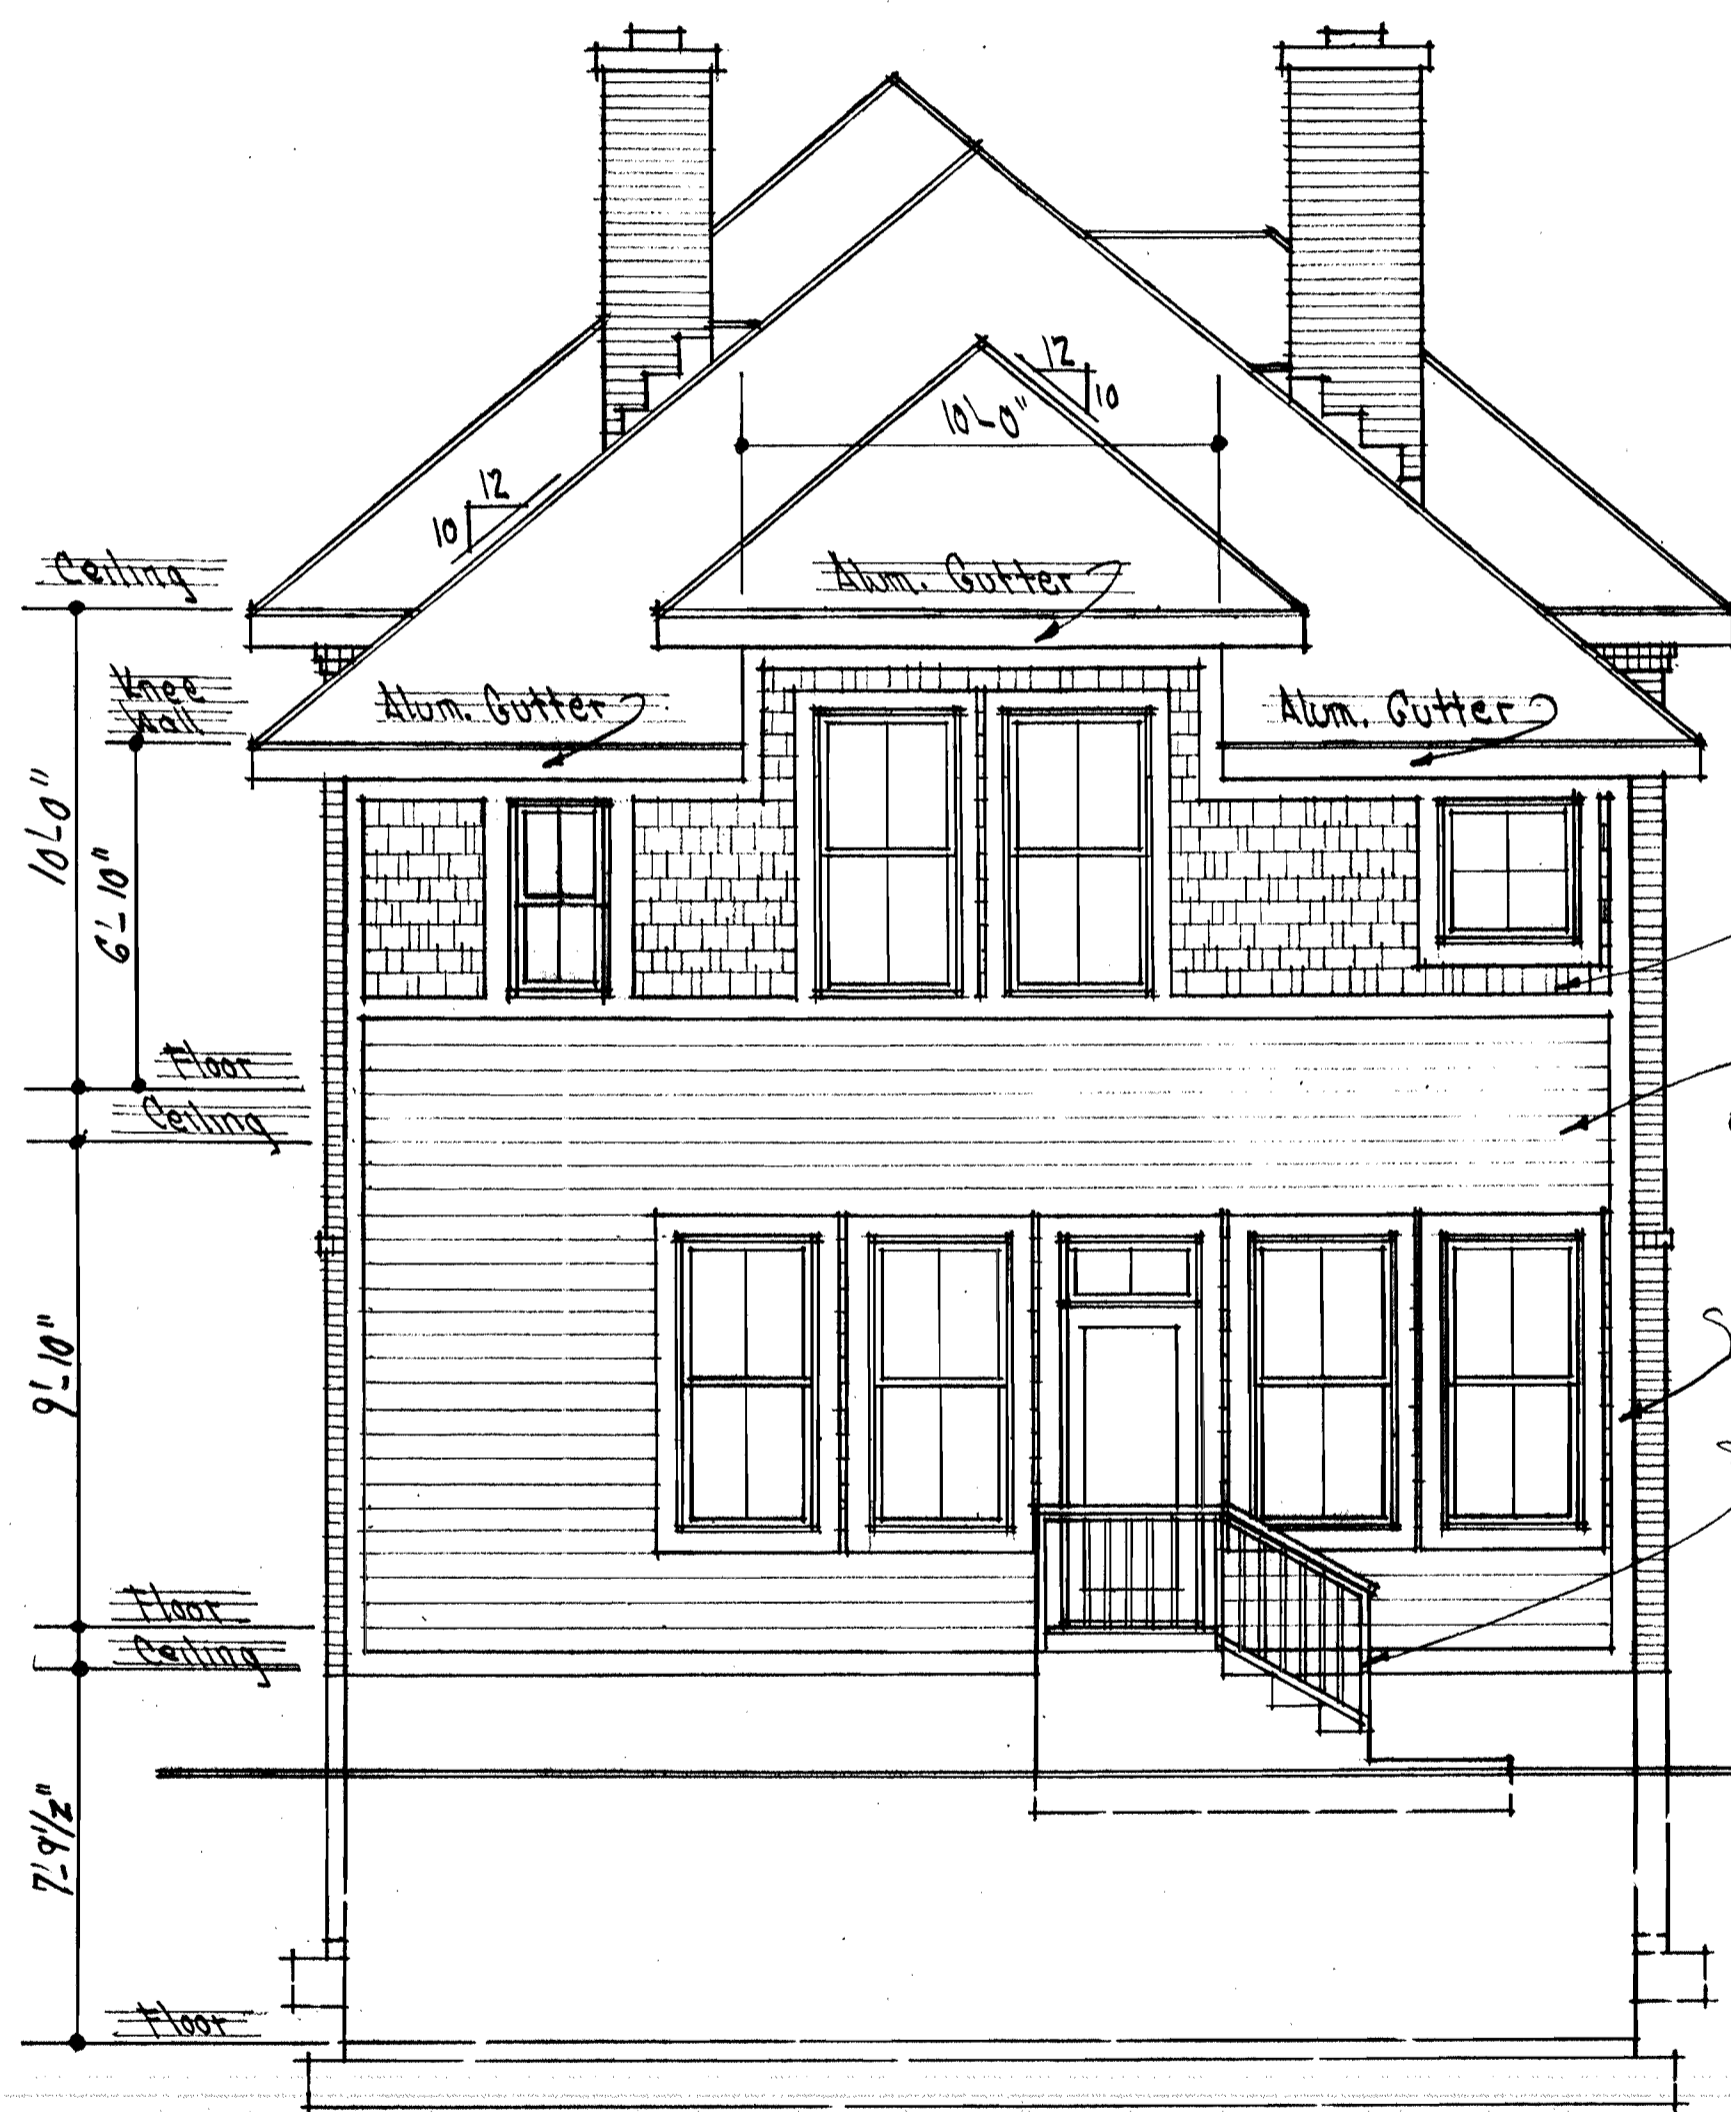 12
10
10'-0"
12
10
Ceiling
Alum. Gutter
Knee
Wall
Alum. Gutter
Alum. Gutter
10'-0"
6'-10"
Floor
Ceiling
9'-10"
Floor
Ceiling
7'-9 1/2"
Floor